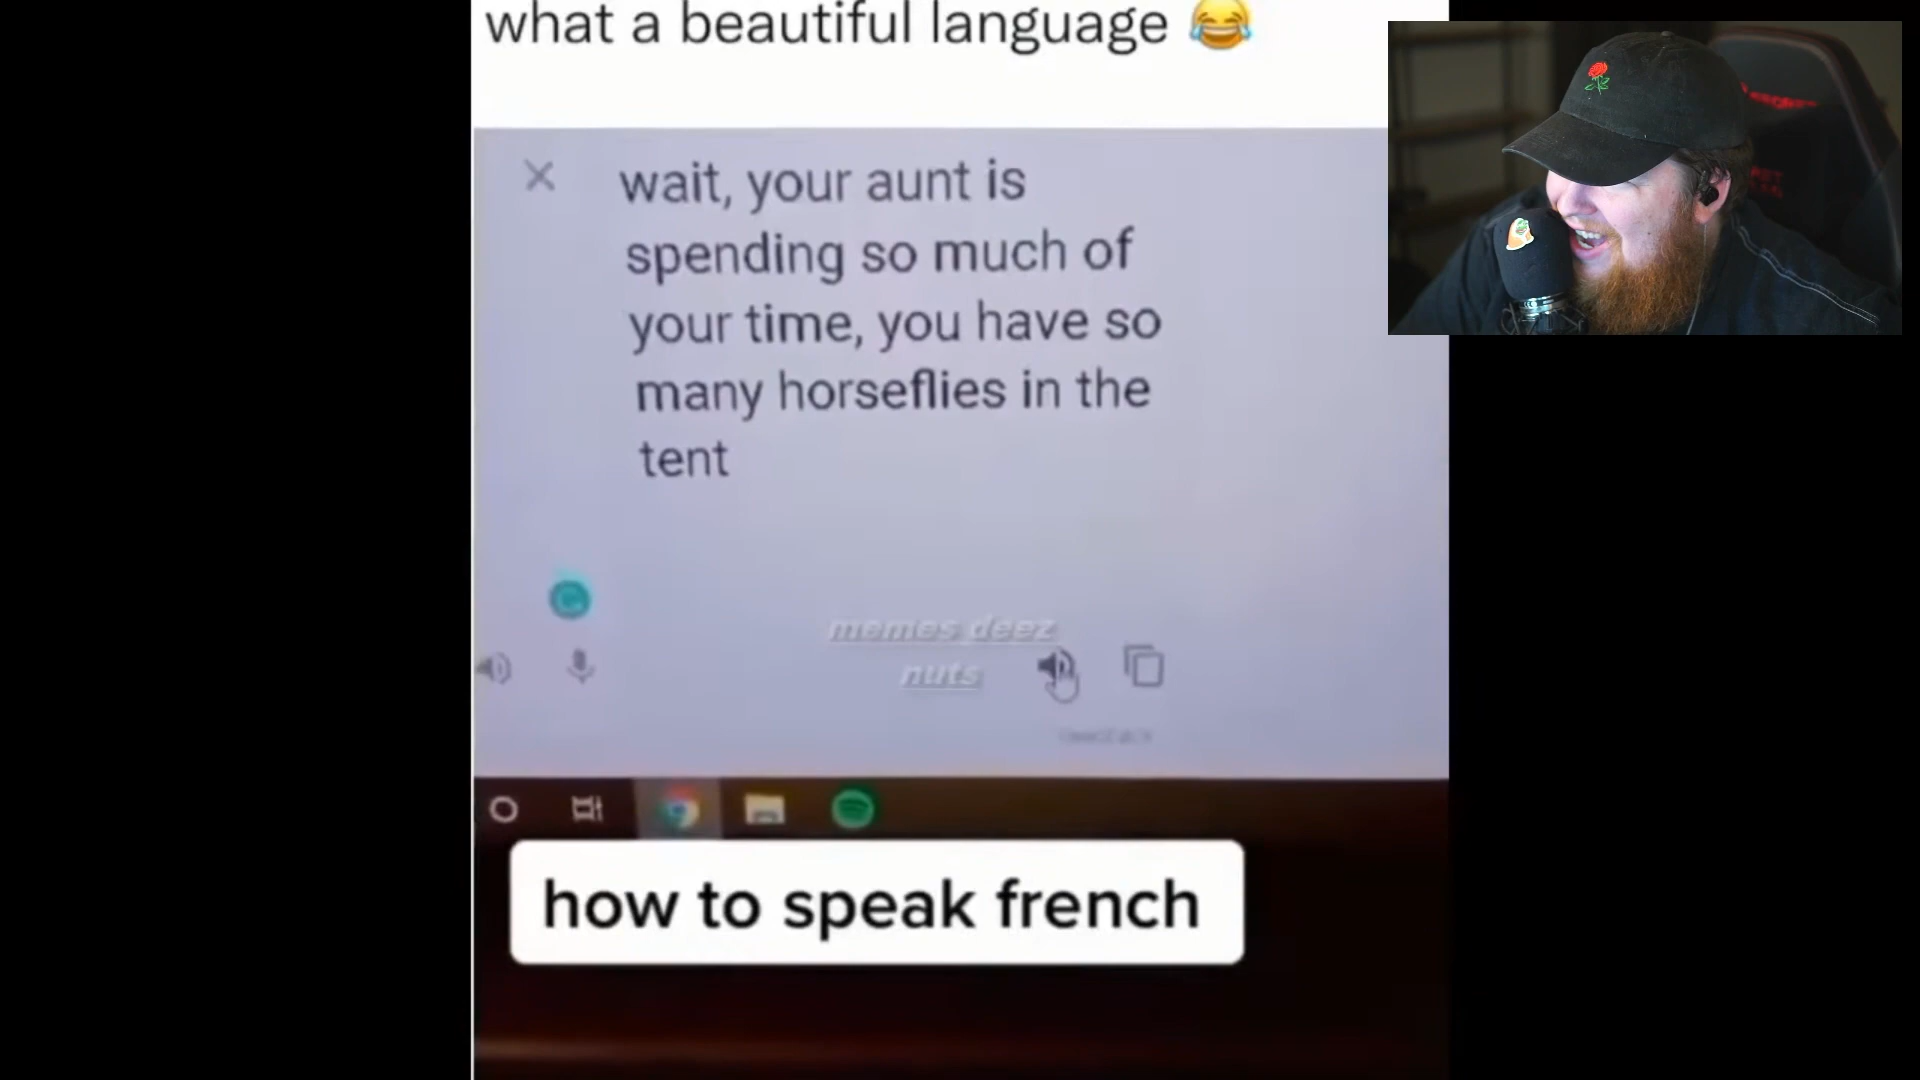 what a beautiful language 😂
wait, your aunt is
spending so much of
your time, you have so
many horseflies in the
tent
memes deez
nuts
how to speak french